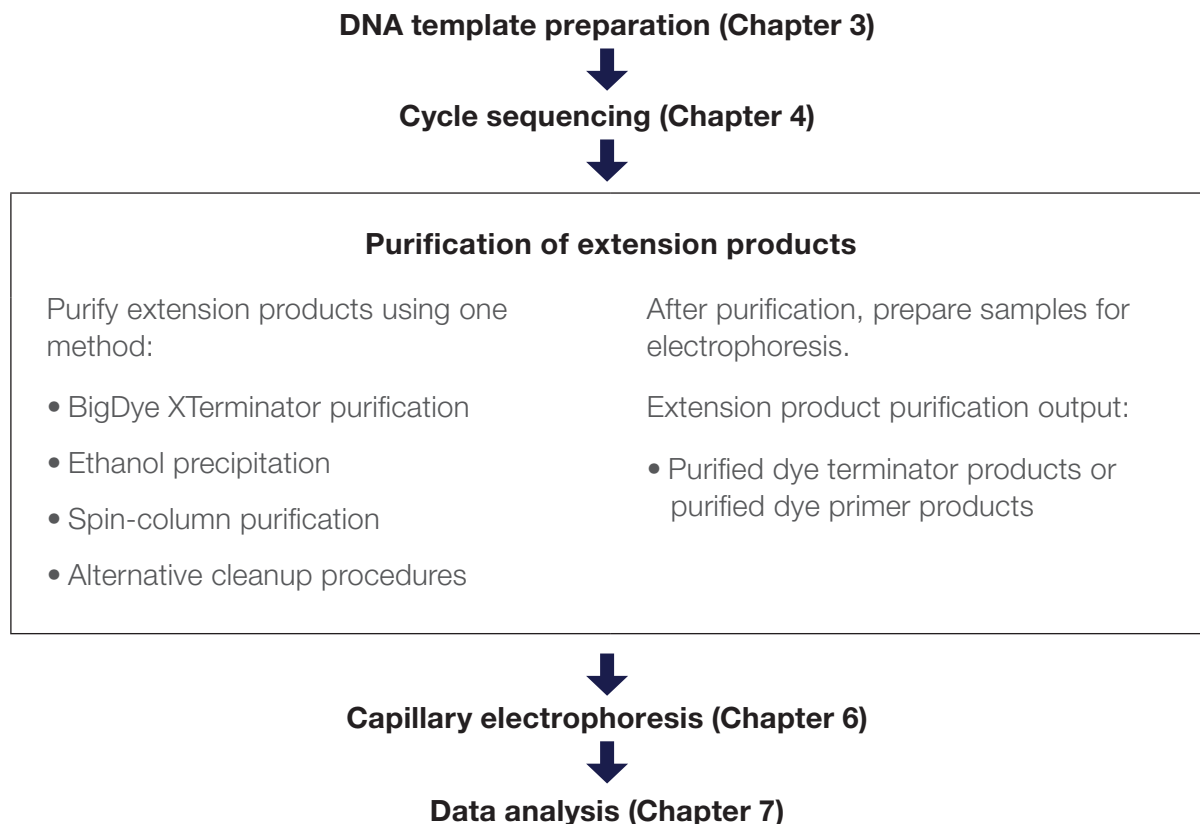 DNA template preparation (Chapter 3)
Cycle sequencing (Chapter 4)
Purification of extension products
Purify extension products using one
method:
• BigDye XTerminator purification
• Ethanol precipitation
• Spin-column purification
• Alternative cleanup procedures
After purification, prepare samples for
electrophoresis.
Extension product purification output:
• Purified dye terminator products or
purified dye primer products
Capillary electrophoresis (Chapter 6)
Data analysis (Chapter 7)